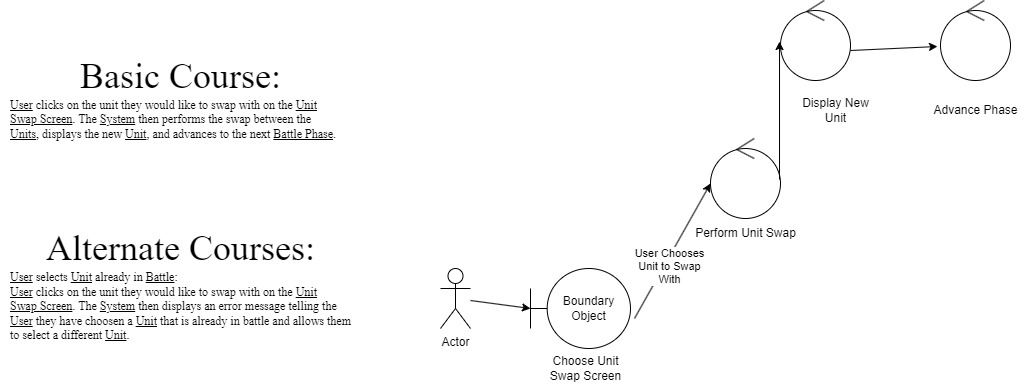 Basic Course:
User clicks on the unit they would like to swap with on the Unit
Swap Screen. The System then performs the swap between the
Units, displays the new Unit, and advances to the next Battle Phase.
Alternate Courses:
User selects Unit already in Battle:
User clicks on the unit they would like to swap with on the Unit
Swap Screen. The System then displays an error message telling the
User they have choosen a Unit that is already in battle and allows them
to select a different Unit.
Actor
Boundary
Object
Choose Unit
Swap Screen
User Chooses
Unit to Swap
With
Perform Unit Swap
Display New
Unit
Advance Phase